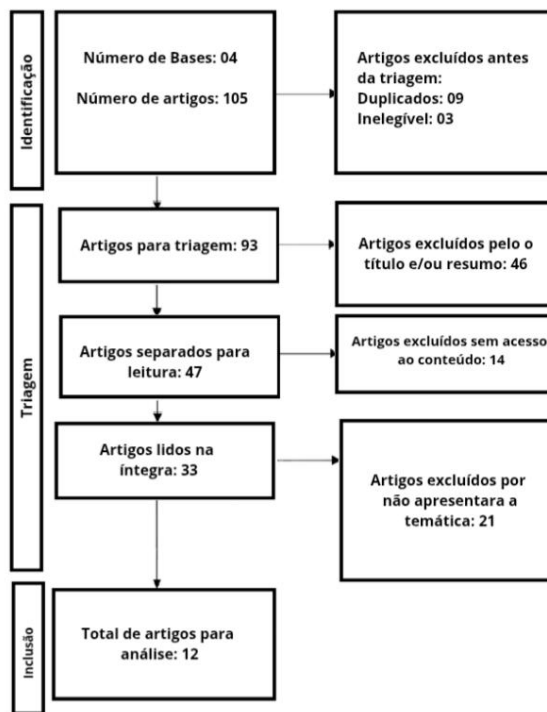 Identificação
Número de Bases: 04
Número de artigos: 105
Artigos excluídos antes
da triagem:
Duplicados: 09
Inelegível: 03
Triagem
Artigos para triagem: 93
Artigos excluídos pelo o
título e/ou resumo: 46
Artigos separados para
leitura: 47
Artigos excluídos sem acesso
ao conteúdo: 14
Artigos lidos na
íntegra: 33
Artigos excluídos por
não apresentara a
temática: 21
Inclusão
Total de artigos para
análise: 12